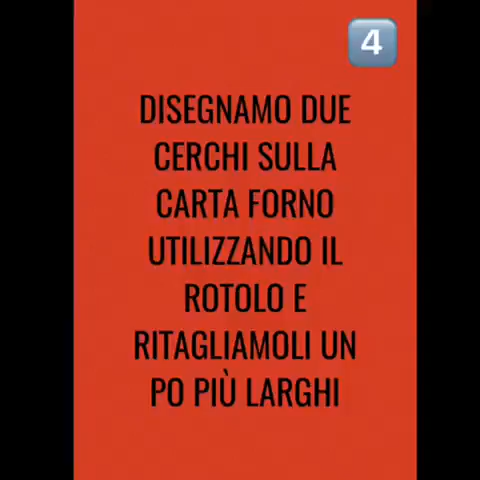 4
DISEGNAMO DUE
CERCHI SULLA
CARTA FORNO
UTILIZZANDO IL
ROTOLO E
RITAGLIAMOLI UN
PO PIÙ LARGHI